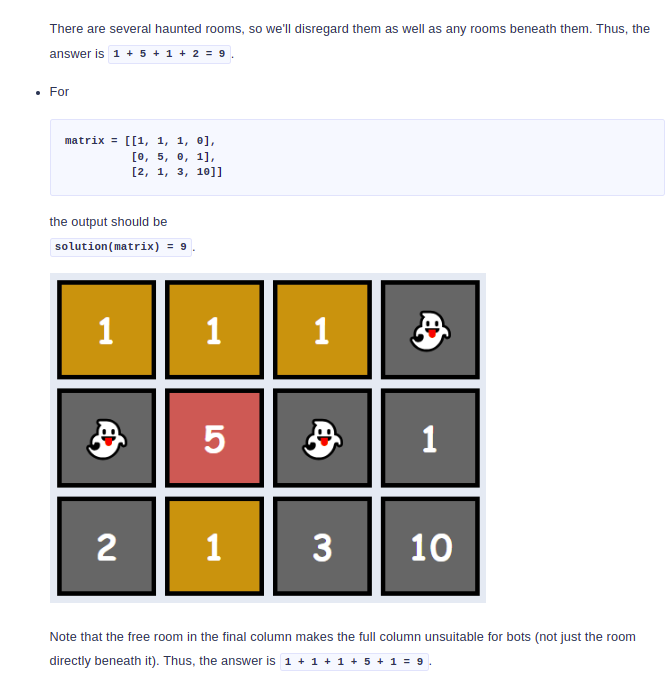 There are several haunted rooms, so we'll disregard them as well as any rooms beneath them. Thus, the
answer is 1 + 5 + 1 + 2 = 9.
• For
matrix = [[1, 1, 1, 0],
[0, 5, 0, 1],
[2, 1, 3, 10]]
the output should be
solution(matrix) = 9.
1 1 1
5 1
2 1 3 10
Note that the free room in the final column makes the full column unsuitable for bots (not just the room
directly beneath it). Thus, the answer is 1 + 1 + 1 + 5 + 1 = 9.